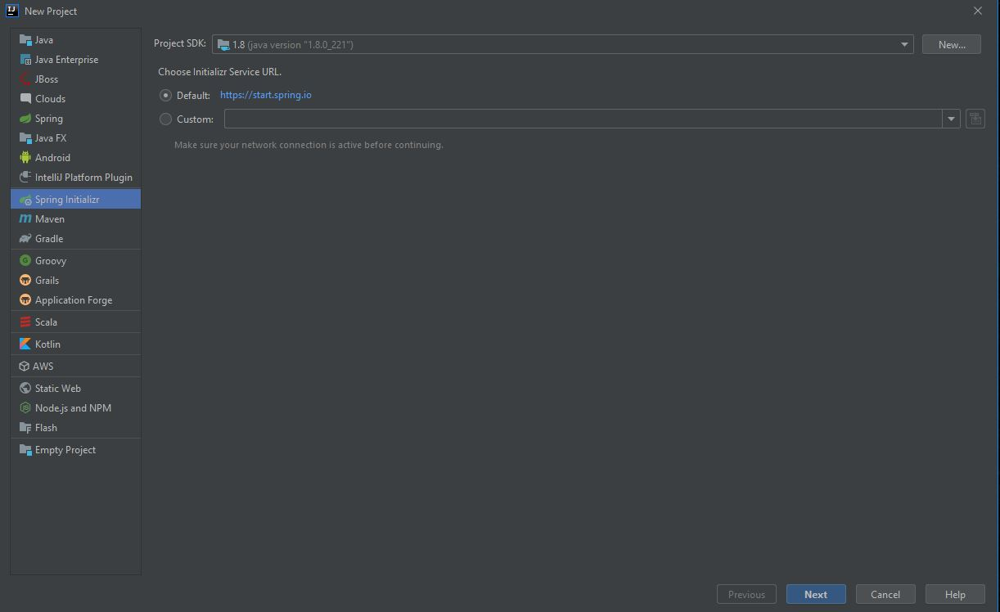 New Project
Java
Java Enterprise
JBoss
Clouds
Spring
Java FX
Android
IntelliJ Platform Plugin
Spring Initializr
Maven
Gradle
Groovy
Grails
Application Forge
Scala
Kotlin
AWS
Static Web
Node.js and NPM
Flash
Empty Project
Project SDK: 1.8 (java version "1.8.0_221") New...
Choose Initializr Service URL.
Default: https://start.spring.io
Custom:
Make sure your network connection is active before continuing.
Previous Next Cancel Help